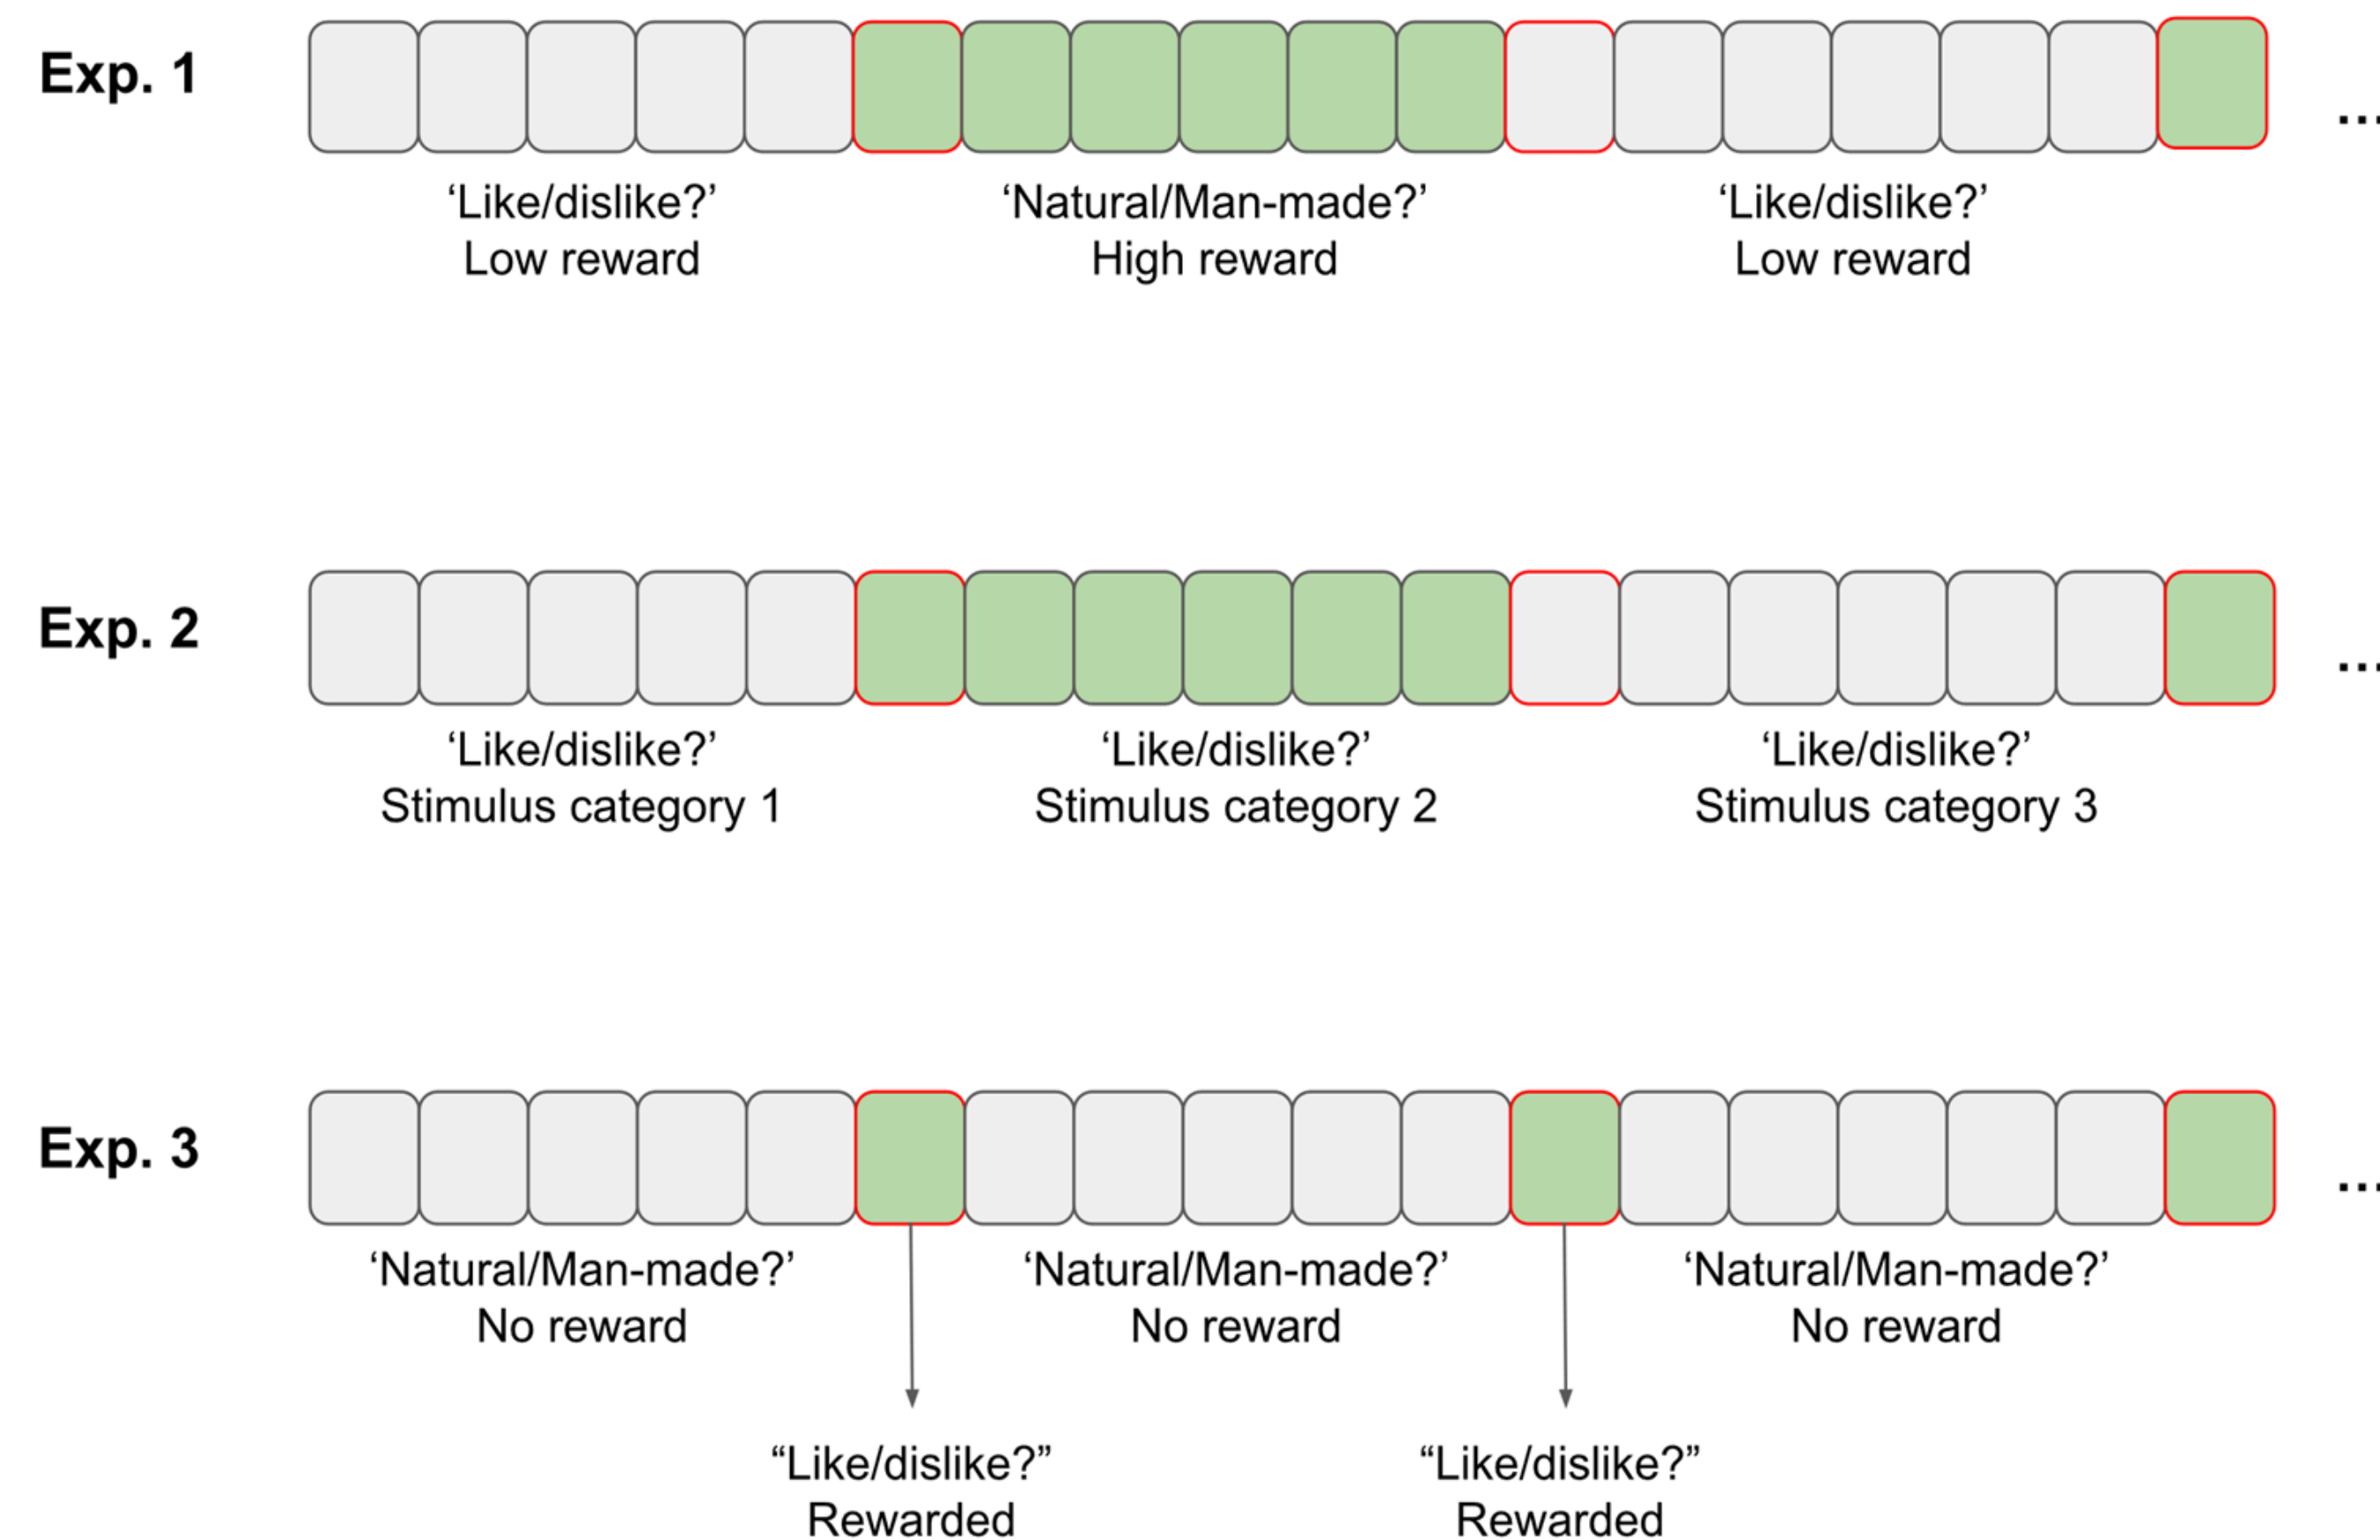 Exp. 1
...
‘Like/dislike?’
Low reward
‘Natural/Man-made?’
High reward
‘Like/dislike?’
Low reward
Exp. 2
...
‘Like/dislike?’
Stimulus category 1
‘Like/dislike?’
Stimulus category 2
‘Like/dislike?’
Stimulus category 3
Exp. 3
...
‘Natural/Man-made?’
No reward
‘Natural/Man-made?’
No reward
‘Natural/Man-made?’
No reward
“Like/dislike?”
Rewarded
“Like/dislike?”
Rewarded